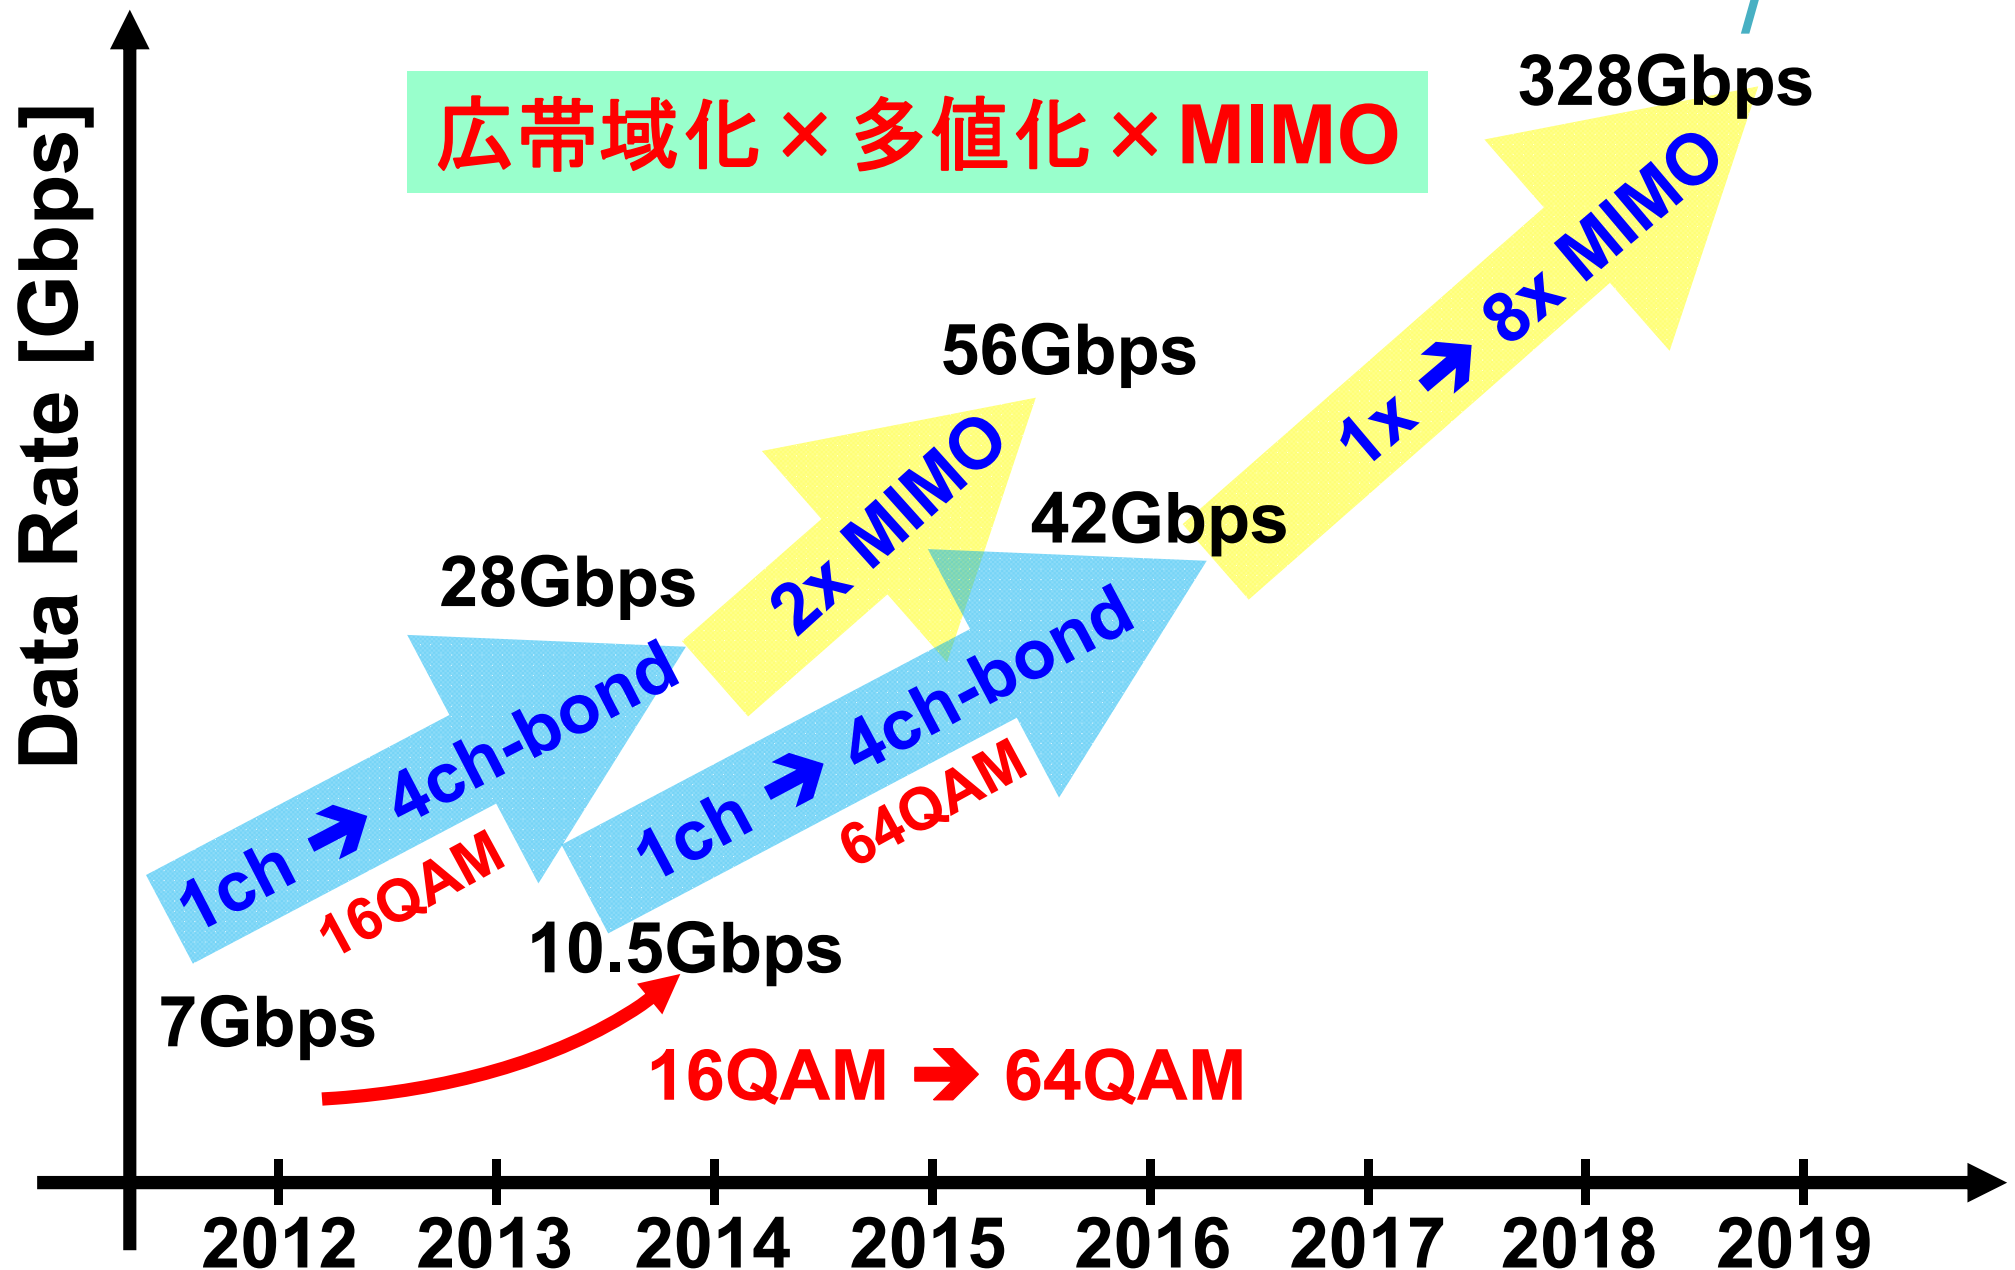 広帯域化×多値化×MIMO
328Gbps
1x ➔ 8x MIMO
56Gbps
2x MIMO
42Gbps
28Gbps
1ch ➔ 4ch-bond
16QAM
1ch ➔ 4ch-bond
64QAM
10.5Gbps
7Gbps
16QAM ➔ 64QAM
Data Rate [Gbps]
2012 2013 2014 2015 2016 2017 2018 2019